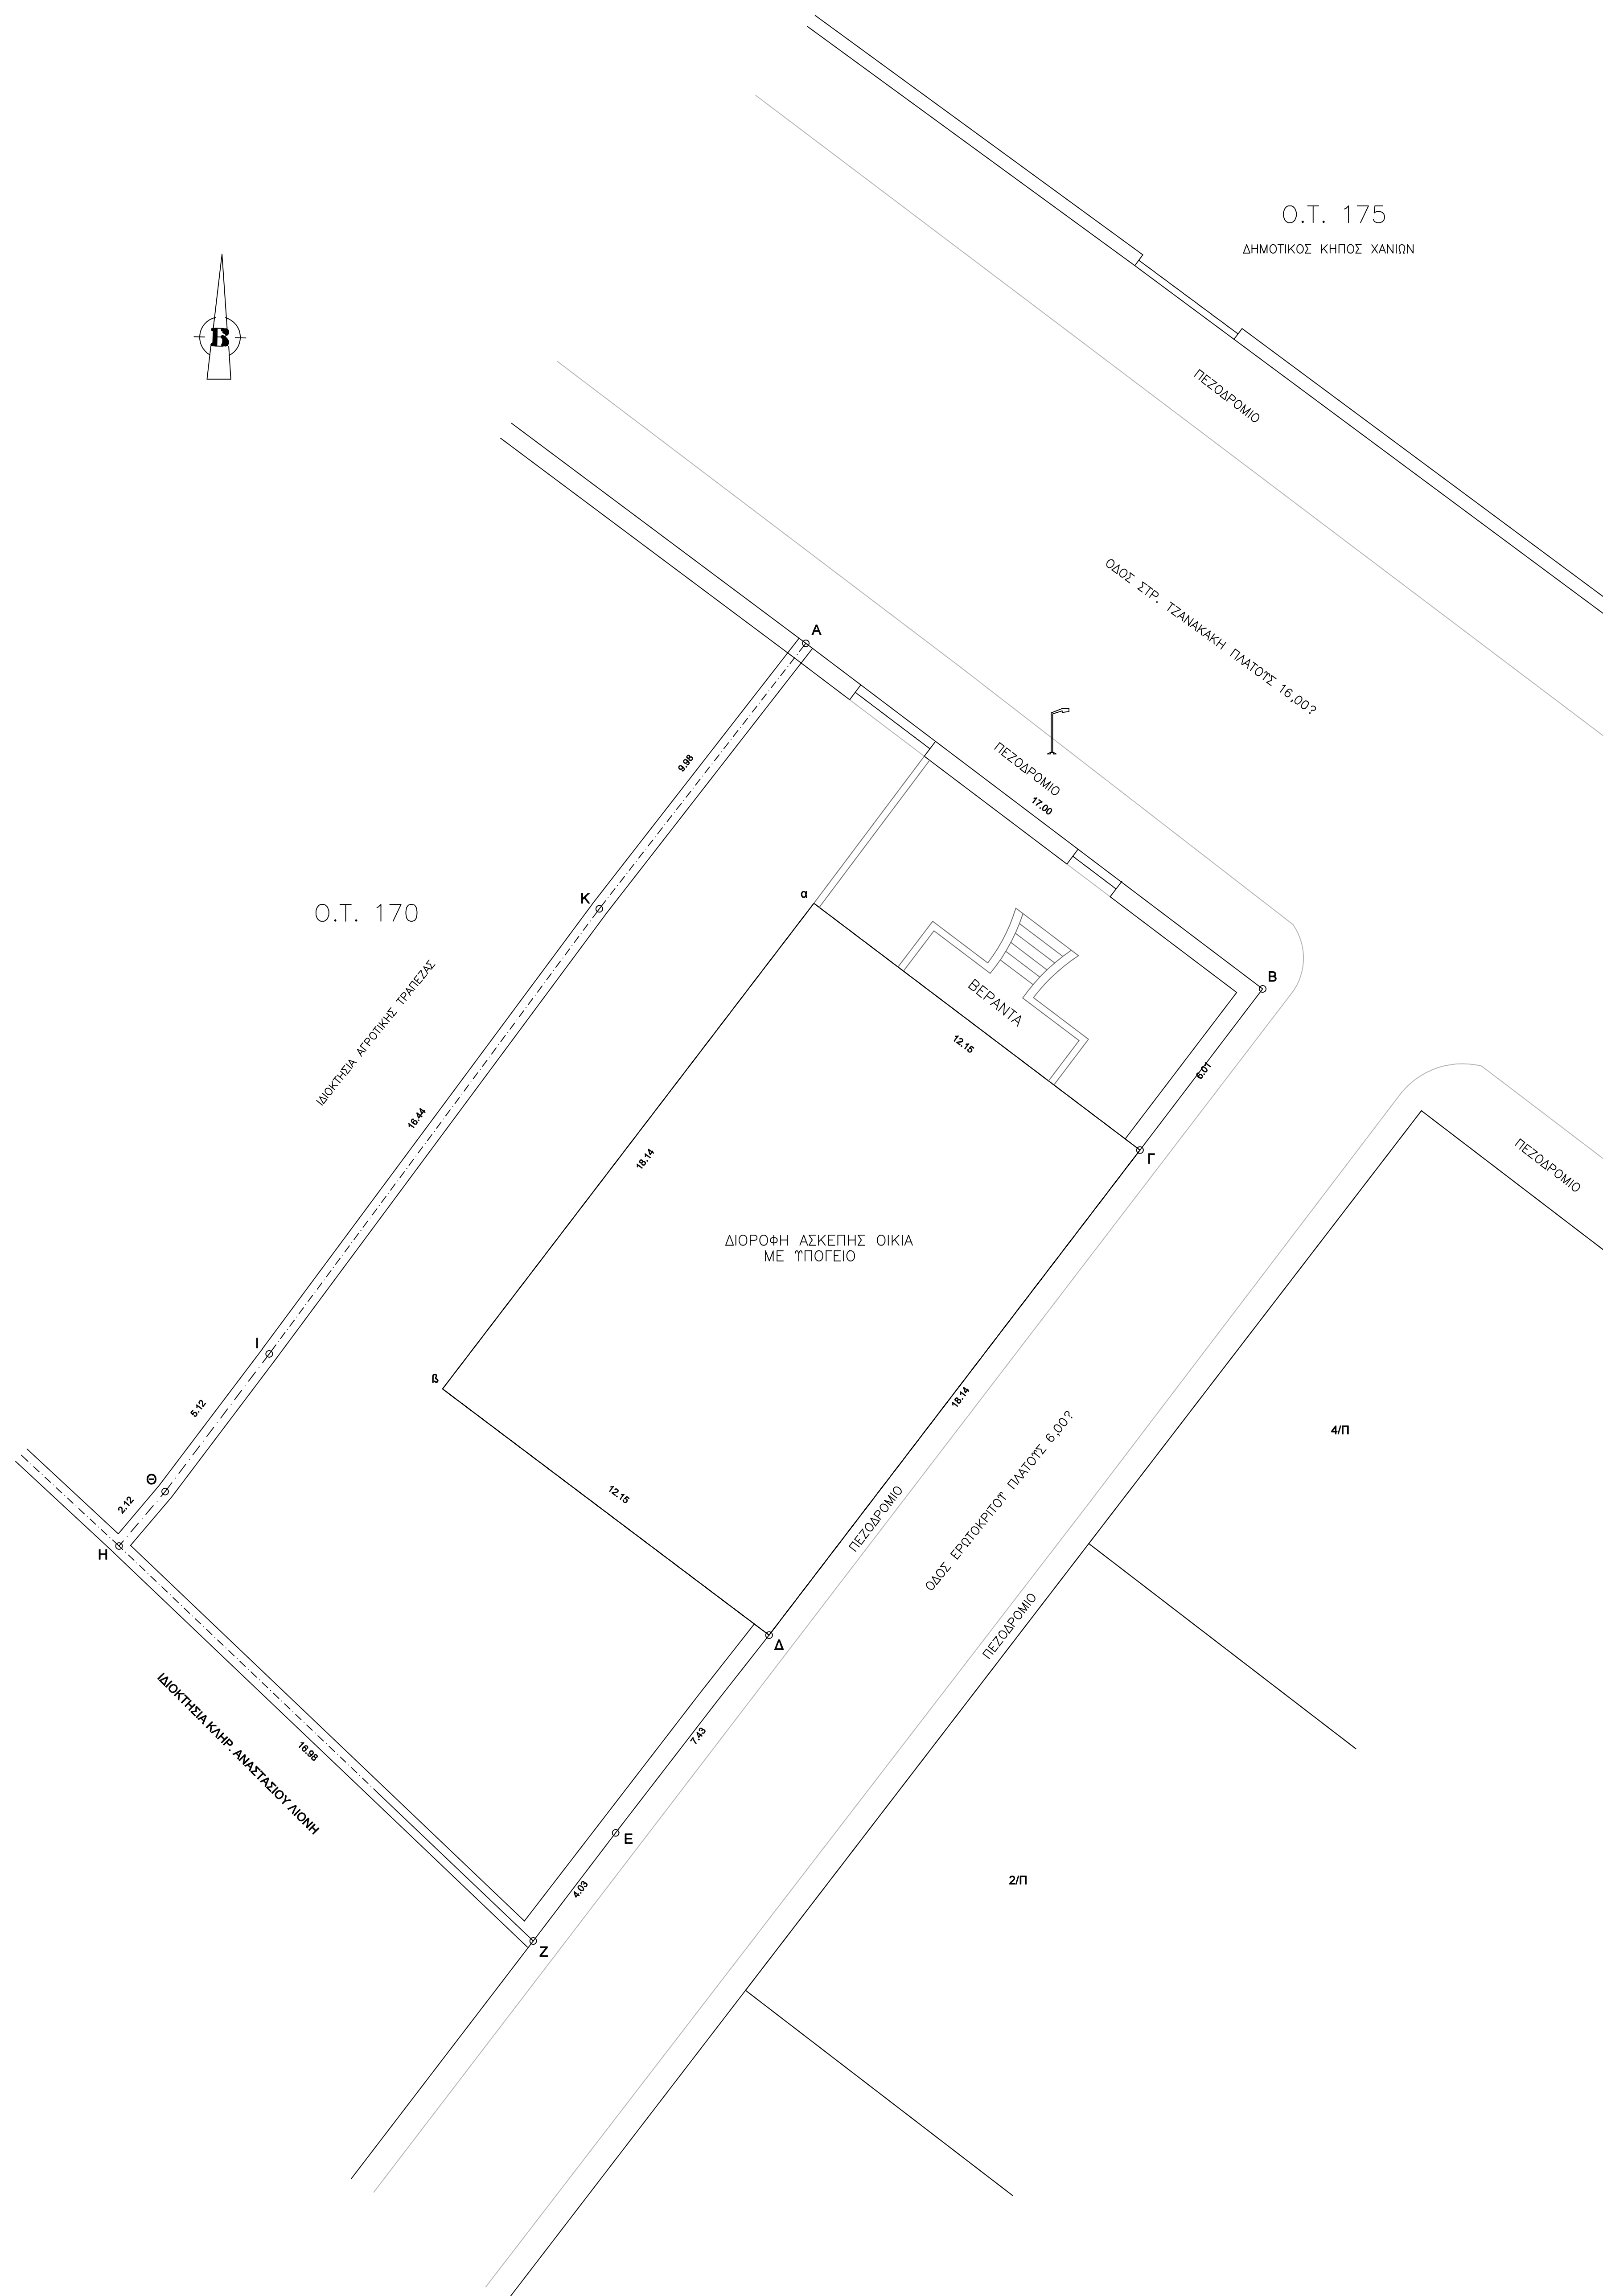 Ο.Τ. 175
ΔΗΜΟΤΙΚΟΣ ΚΗΠΟΣ ΧΑΝΙΩΝ
Β
ΠΕΖΟΔΡΟΜΙΟ
ΟΔΟΣ ΣΤΡ. ΤΖΑΝΑΚΑΚΗ ΠΛΑΤΟϒΣ 16,00?
Α
9.98
ΠΕΖΟΔΡΟΜΙΟ
17.00
Κ
α
Ο.Τ. 170
Β
ΙΔΙΟΚΤΗΣΙΑ ΑΓΡΟΤΙΚΗΣ ΤΡΑΠΕΖΑΣ
ΒΕΡΑΝΤΑ
12.15
6.01
16.44
18.14
Γ
ΠΕΖΟΔΡΟΜΙΟ
ΔΙΟΡΟΦΗ ΑΣΚΕΠΗΣ ΟΙΚΙΑ
ΜΕ ϒΠΟΓΕΙΟ
Ι
ß
5.12
18.14
4/Π
Θ
2.12
12.15
ΠΕΖΟΔΡΟΜΙΟ
ΟΔΟΣ ΕΡΩΤΟΚΡΙΤΟϒ ΠΛΑΤΟϒΣ 6,00?
Η
ΠΕΖΟΔΡΟΜΙΟ
Δ
ΙΔΙΟΚΤΗΣΙΑ ΚΛΗΡ. ΑΝΑΣΤΑΣΙΟΥ ΛΙΟΝΗ
16.98
7.43
Ε
4.03
2/Π
Ζ